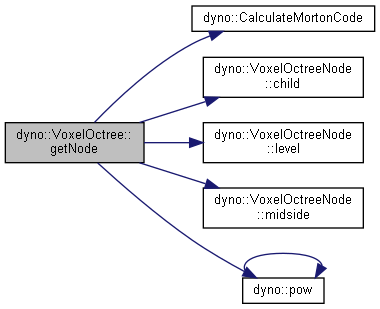 dyno::VoxelOctree::
getNode
dyno::CalculateMortonCode
dyno::VoxelOctreeNode
::child
dyno::VoxelOctreeNode
::level
dyno::VoxelOctreeNode
::midside
dyno::pow